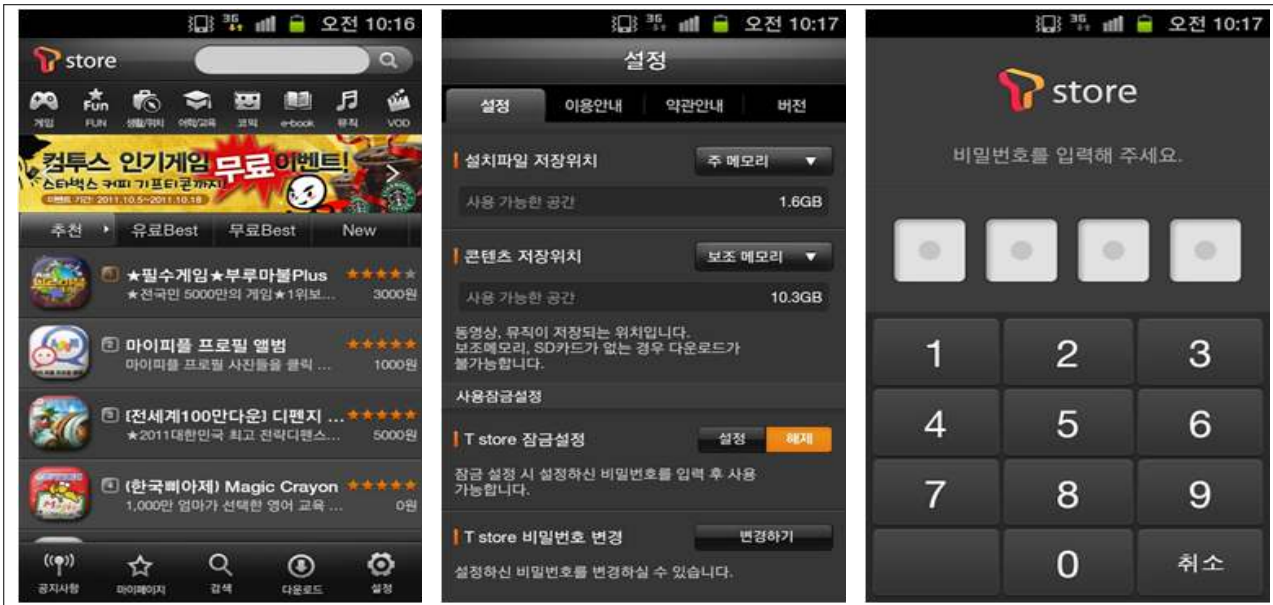 3G 오전 10:16
T store
게임 FUN 생활/위치 어학/교육 코믹 e-book 뮤직 VOD
컴투스 인기게임 무료이벤트!
스타벅스 커피 기프티콘까지
이벤트 기간: 2011.10.5~2011.10.18
추천 유료Best 무료Best New
1 ★필수게임★부루마불Plus
★전국민 5000만의 게임★1위보... 3000원
2 마이피플 프로필 앨범
마이피플 프로필 사진들을 클릭 ... 1000원
3 [전세계100만다운] 디펜지 ...
★2011대한민국 최고 전략디펜스... 5000원
4 (한국삐아제) Magic Crayon
1,000만 엄마가 선택한 영어 교육 ... 0원
공지사항 마이페이지 검색 다운로드 설정
3G 오전 10:17
설정
설정 이용안내 약관안내 버전
설치파일 저장위치 주 메모리
사용 가능한 공간 1.6GB
콘텐츠 저장위치 보조 메모리
사용 가능한 공간 10.3GB
동영상, 뮤직이 저장되는 위치입니다.
보조메모리, SD카드가 없는 경우 다운로드가
불가능합니다.
사용잠금설정
T store 잠금설정 설정 해제
잠금 설정 시 설정하신 비밀번호를 입력 후 사용
가능합니다.
T store 비밀번호 변경 변경하기
설정하신 비밀번호를 변경하실 수 있습니다.
3G 오전 10:17
T store
비밀번호를 입력해 주세요.
1 2 3
4 5 6
7 8 9
0 취소